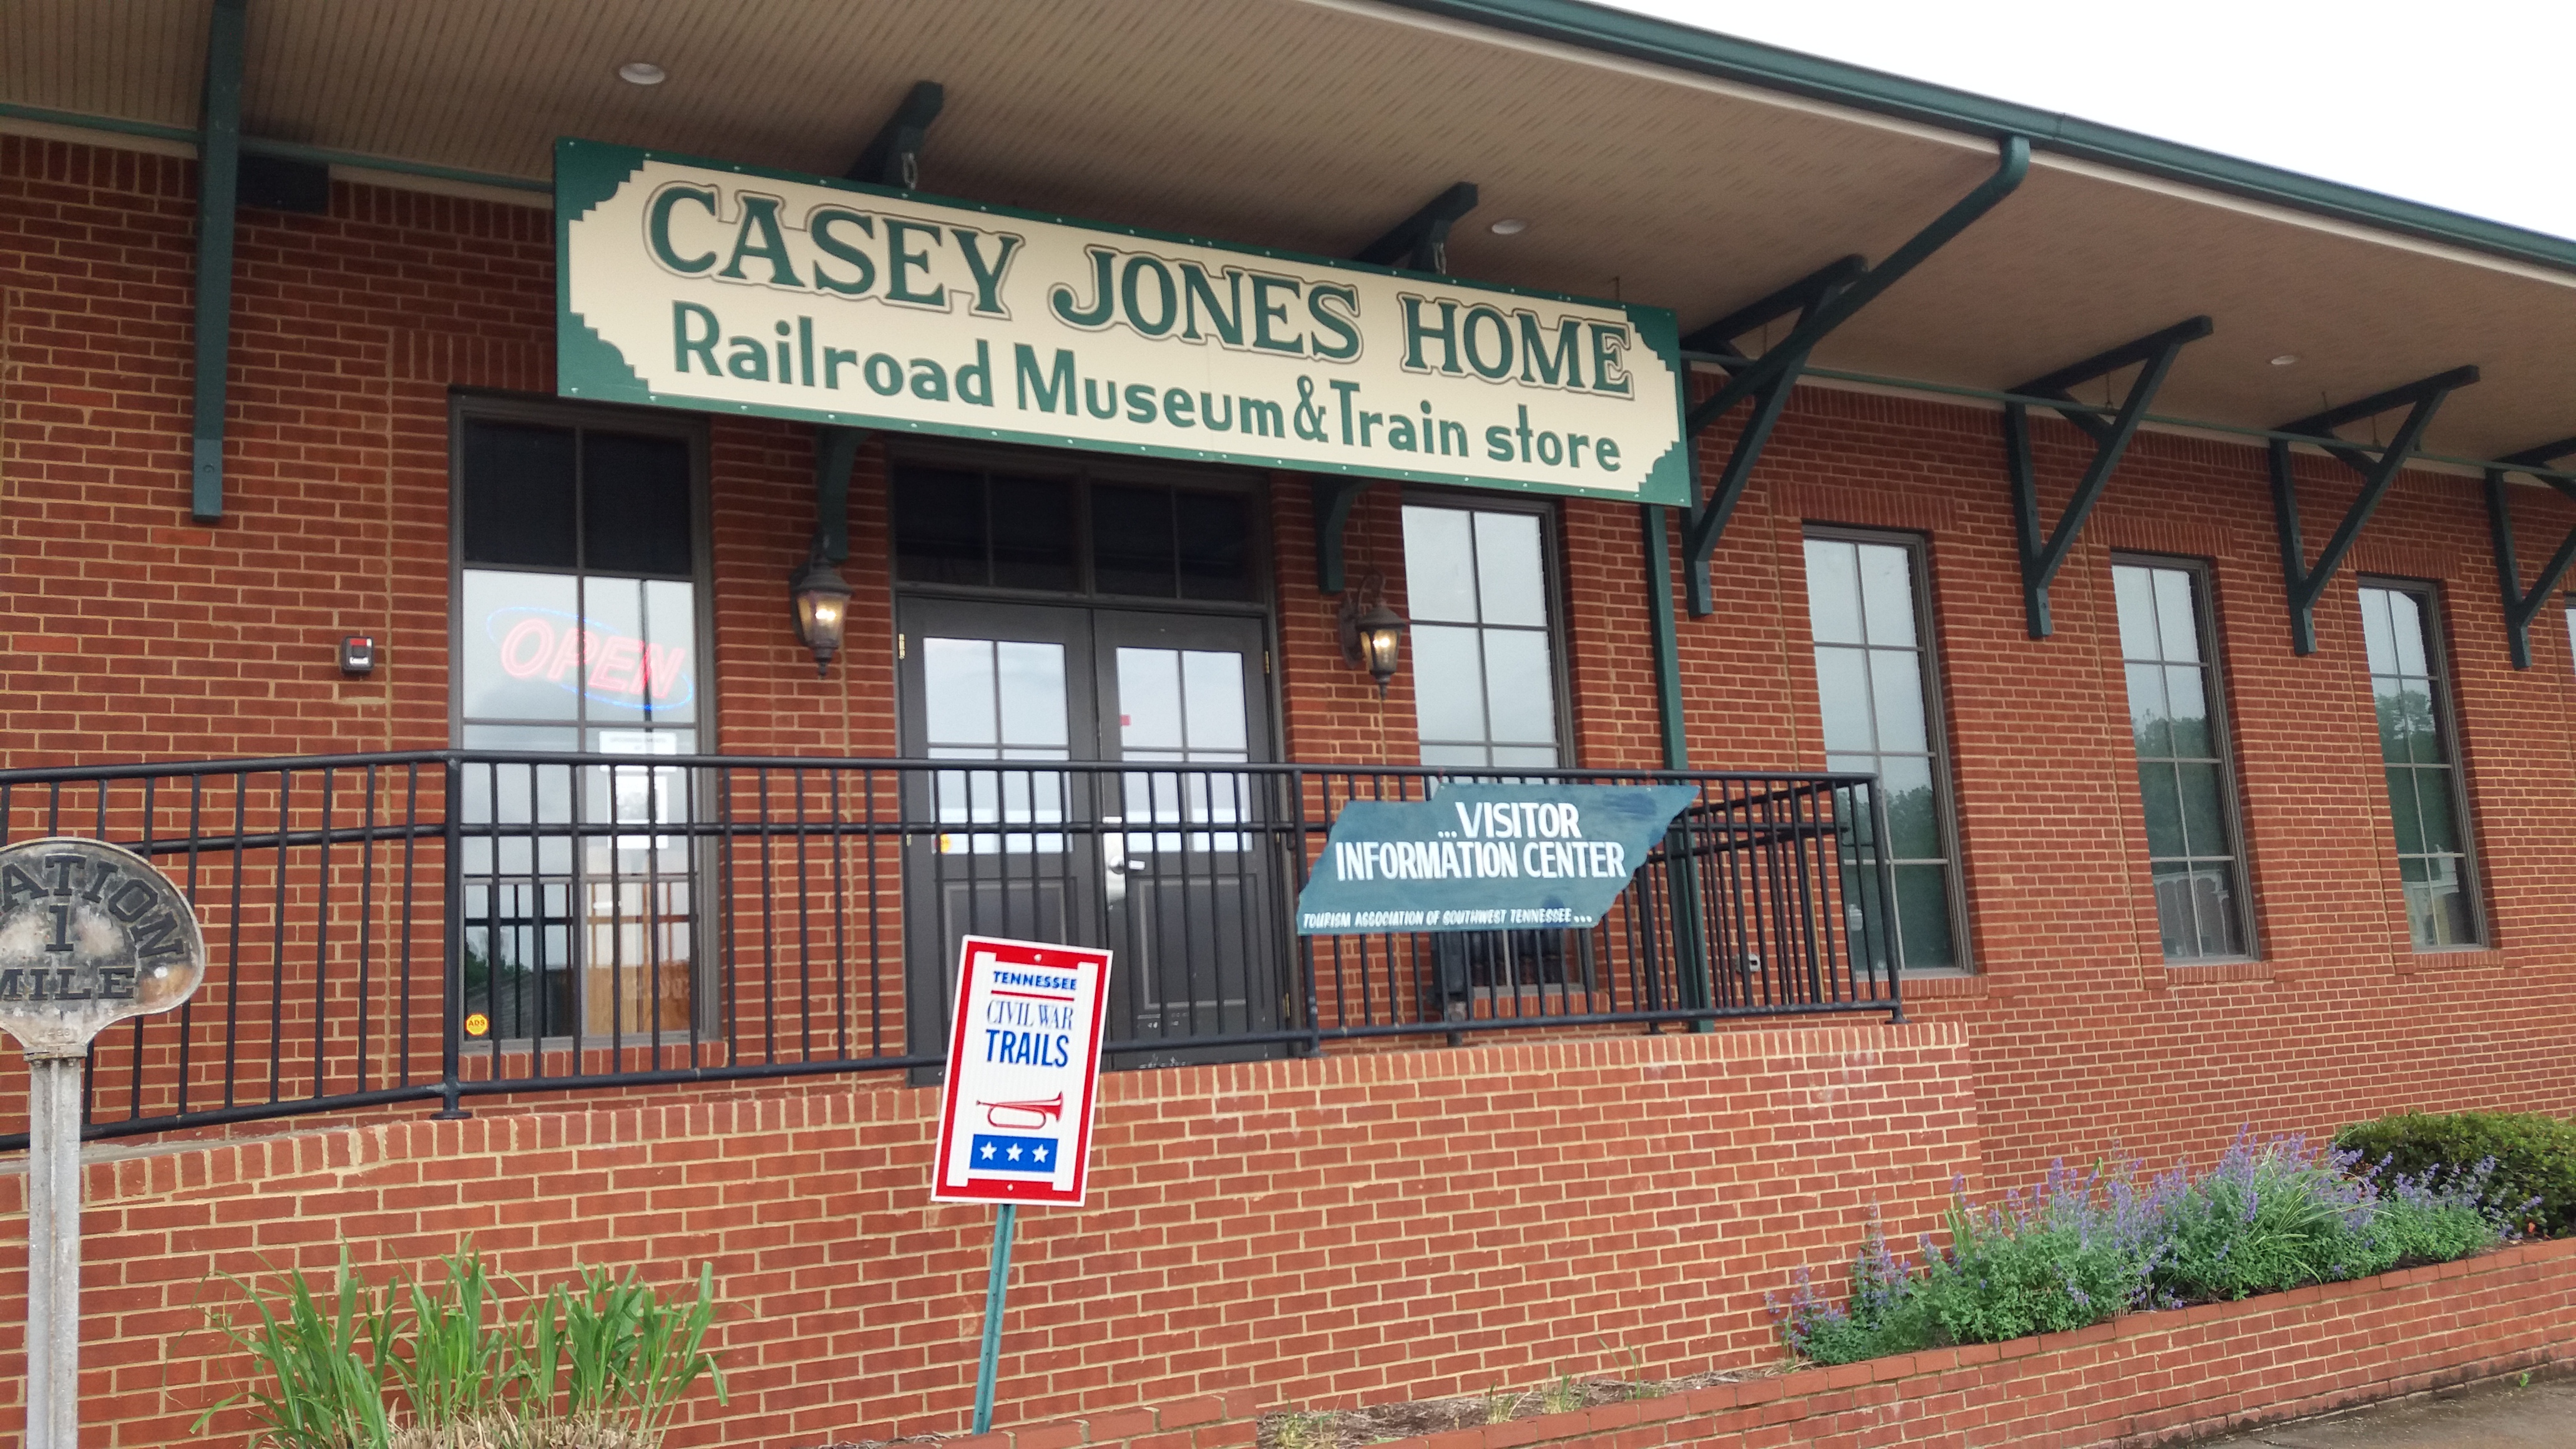 CASEY JONES HOME
Railroad Museum & Train store
OPEN
...VISITOR
INFORMATION CENTER
TOURISM ASSOCIATION OF SOUTHWEST TENNESSEE...
ATION
1
MILE
TENNESSEE
CIVIL WAR
TRAILS
ADS